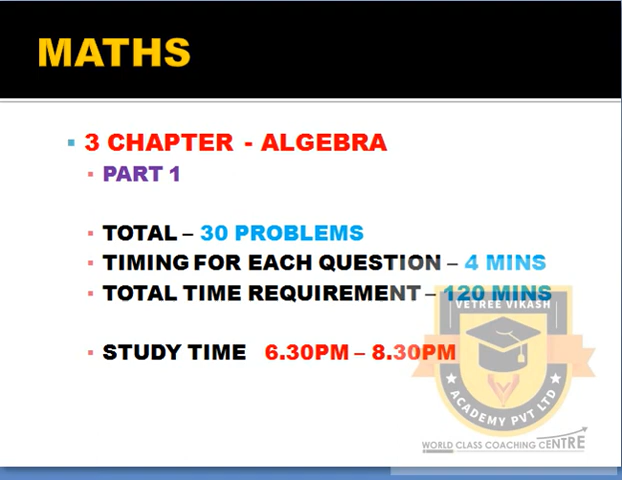 MATHS
3 CHAPTER - ALGEBRA
PART 1
TOTAL – 30 PROBLEMS
TIMING FOR EACH QUESTION – 4 MINS
TOTAL TIME REQUIREMENT – 120 MINS
STUDY TIME 6.30PM – 8.30PM
VETREE VIKASH
ACADEMY PVT LTD
WORLD CLASS COACHING CENTRE